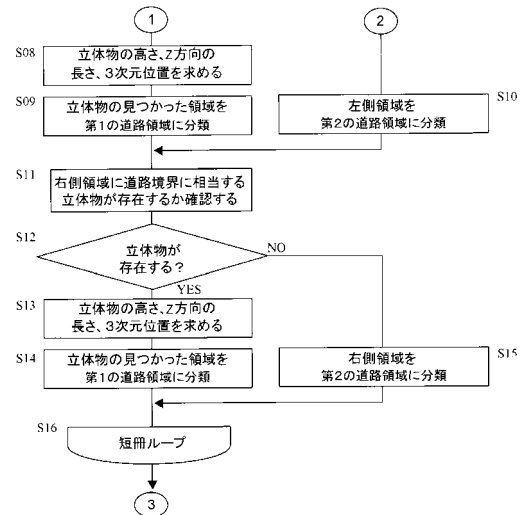 1
2
S08
立体物の高さ、Z方向の
長さ、3次元位置を求める
S09
立体物の見つかった領域を
第1の道路領域に分類
左側領域を
第2の道路領域に分類
S10
S11
右側領域に道路境界に相当する
立体物が存在するか確認する
S12
立体物が
存在する?
NO
YES
S13
立体物の高さ、Z方向の
長さ、3次元位置を求める
S14
立体物の見つかった領域を
第1の道路領域に分類
右側領域を
第2の道路領域に分類
S15
S16
短冊ループ
3